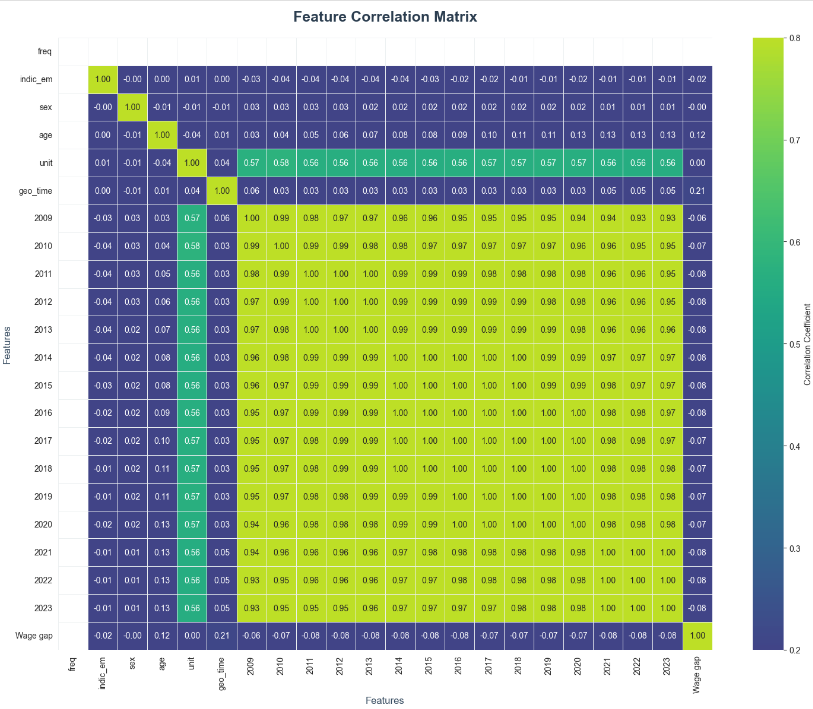 Feature Correlation Matrix
freq
indic_em 1.00 -0.00 0.00 0.01 0.00 -0.03 -0.04 -0.04 -0.04 -0.04 -0.04 -0.03 -0.02 -0.02 -0.01 -0.01 -0.02 -0.01 -0.01 -0.01 -0.02
sex -0.00 1.00 -0.01 -0.01 -0.01 0.03 0.03 0.03 0.03 0.02 0.02 0.02 0.02 0.02 0.02 0.02 0.02 0.01 0.01 0.01 -0.00
age 0.00 -0.01 1.00 -0.04 0.01 0.03 0.04 0.05 0.06 0.07 0.08 0.08 0.09 0.10 0.11 0.11 0.13 0.13 0.13 0.13 0.12
unit 0.01 -0.01 -0.04 1.00 0.04 0.57 0.58 0.56 0.56 0.56 0.56 0.56 0.56 0.57 0.57 0.57 0.57 0.56 0.56 0.56 0.00
geo_time 0.00 -0.01 0.01 0.04 1.00 0.06 0.03 0.03 0.03 0.03 0.03 0.03 0.03 0.03 0.03 0.03 0.03 0.05 0.05 0.05 0.21
2009 -0.03 0.03 0.03 0.57 0.06 1.00 0.99 0.98 0.97 0.97 0.96 0.96 0.95 0.95 0.95 0.95 0.94 0.94 0.93 0.93 -0.06
2010 -0.04 0.03 0.04 0.58 0.03 0.99 1.00 0.99 0.99 0.98 0.98 0.97 0.97 0.97 0.97 0.97 0.96 0.96 0.95 0.95 -0.07
2011 -0.04 0.03 0.05 0.56 0.03 0.98 0.99 1.00 1.00 1.00 0.99 0.99 0.99 0.98 0.98 0.98 0.98 0.96 0.96 0.95 -0.08
2012 -0.04 0.03 0.06 0.56 0.03 0.97 0.99 1.00 1.00 1.00 0.99 0.99 0.99 0.99 0.99 0.98 0.98 0.96 0.96 0.95 -0.08
2013 -0.04 0.02 0.07 0.56 0.03 0.97 0.98 1.00 1.00 1.00 0.99 0.99 0.99 0.99 0.99 0.99 0.98 0.96 0.96 0.96 -0.08
2014 -0.04 0.02 0.08 0.56 0.03 0.96 0.98 0.99 0.99 0.99 1.00 1.00 1.00 1.00 1.00 0.99 0.99 0.97 0.97 0.97 -0.08
2015 -0.03 0.02 0.08 0.56 0.03 0.96 0.97 0.99 0.99 0.99 1.00 1.00 1.00 1.00 1.00 0.99 0.99 0.98 0.97 0.97 -0.08
2016 -0.02 0.02 0.09 0.56 0.03 0.95 0.97 0.99 0.99 0.99 1.00 1.00 1.00 1.00 1.00 1.00 1.00 0.98 0.98 0.97 -0.08
2017 -0.02 0.02 0.10 0.57 0.03 0.95 0.97 0.98 0.99 0.99 1.00 1.00 1.00 1.00 1.00 1.00 1.00 0.98 0.98 0.97 -0.07
2018 -0.01 0.02 0.11 0.57 0.03 0.95 0.97 0.98 0.99 0.99 1.00 1.00 1.00 1.00 1.00 1.00 1.00 0.98 0.98 0.98 -0.07
2019 -0.01 0.02 0.11 0.57 0.03 0.95 0.97 0.98 0.98 0.99 0.99 0.99 1.00 1.00 1.00 1.00 1.00 0.98 0.98 0.98 -0.07
2020 -0.02 0.02 0.13 0.57 0.03 0.94 0.96 0.98 0.98 0.98 0.99 0.99 1.00 1.00 1.00 1.00 1.00 0.98 0.98 0.98 -0.07
2021 -0.01 0.01 0.13 0.56 0.05 0.94 0.96 0.96 0.96 0.96 0.97 0.98 0.98 0.98 0.98 0.98 0.98 1.00 1.00 1.00 -0.08
2022 -0.01 0.01 0.13 0.56 0.05 0.93 0.95 0.96 0.96 0.96 0.97 0.97 0.98 0.98 0.98 0.98 0.98 1.00 1.00 1.00 -0.08
2023 -0.01 0.01 0.13 0.56 0.05 0.93 0.95 0.95 0.95 0.96 0.97 0.97 0.97 0.97 0.98 0.98 0.98 1.00 1.00 1.00 -0.08
Wage gap -0.02 -0.00 0.12 0.00 0.21 -0.06 -0.07 -0.08 -0.08 -0.08 -0.08 -0.08 -0.08 -0.07 -0.07 -0.07 -0.07 -0.08 -0.08 -0.08 1.00
freq indic_em sex age unit geo_time 2009 2010 2011 2012 2013 2014 2015 2016 2017 2018 2019 2020 2021 2022 2023 Wage gap
Features
Features
0.8
0.7
0.6
0.5
0.4
0.3
0.2
Correlation Coefficient